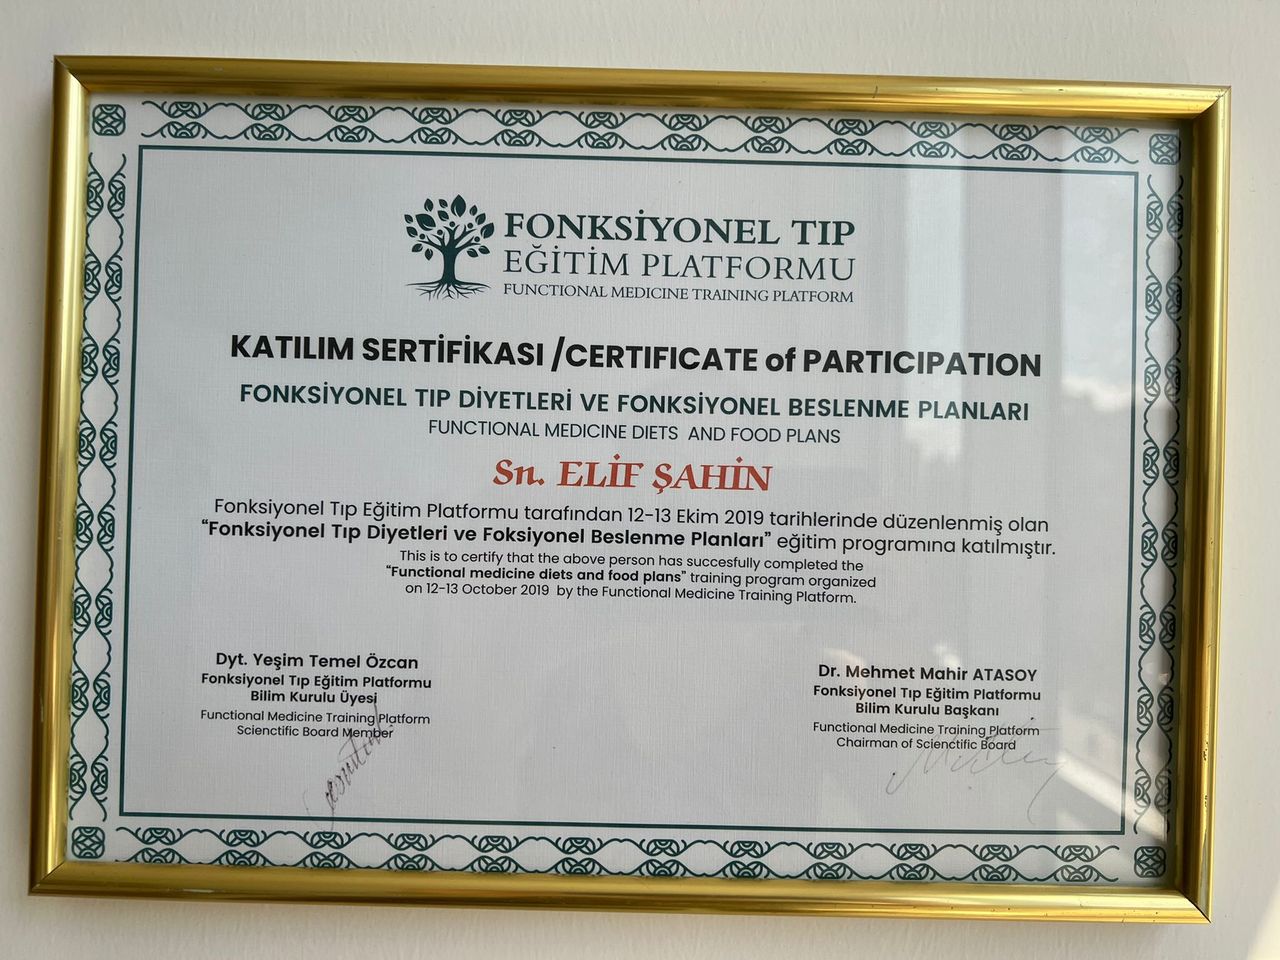 FONKSİYONEL TIP
EĞİTİM PLATFORMU
FUNCTIONAL MEDICINE TRAINING PLATFORM
KATILIM SERTİFİKASI /CERTIFICATE of PARTICIPATION
FONKSİYONEL TIP DİYETLERİ VE FONKSİYONEL BESLENME PLANLARI
FUNCTIONAL MEDICINE DIETS AND FOOD PLANS
Sn. ELİF ŞAHİN
Fonksiyonel Tıp Eğitim Platformu tarafından 12-13 Ekim 2019 tarihlerinde düzenlenmiş olan
“Fonksiyonel Tıp Diyetleri ve Foksiyonel Beslenme Planları” eğitim programına katılmıştır.
This is to certify that the above person has succesfully completed the
“Functional medicine diets and food plans” training program organized
on 12-13 October 2019 by the Functional Medicine Training Platform.
Dyt. Yeşim Temel Özcan
Fonksiyonel Tıp Eğitim Platformu
Bilim Kurulu Üyesi
Functional Medicine Training Platform
Scienctific Board Member
Dr. Mehmet Mahir ATASOY
Fonksiyonel Tıp Eğitim Platformu
Bilim Kurulu Başkanı
Functional Medicine Training Platform
Chairman of Scienctific Board